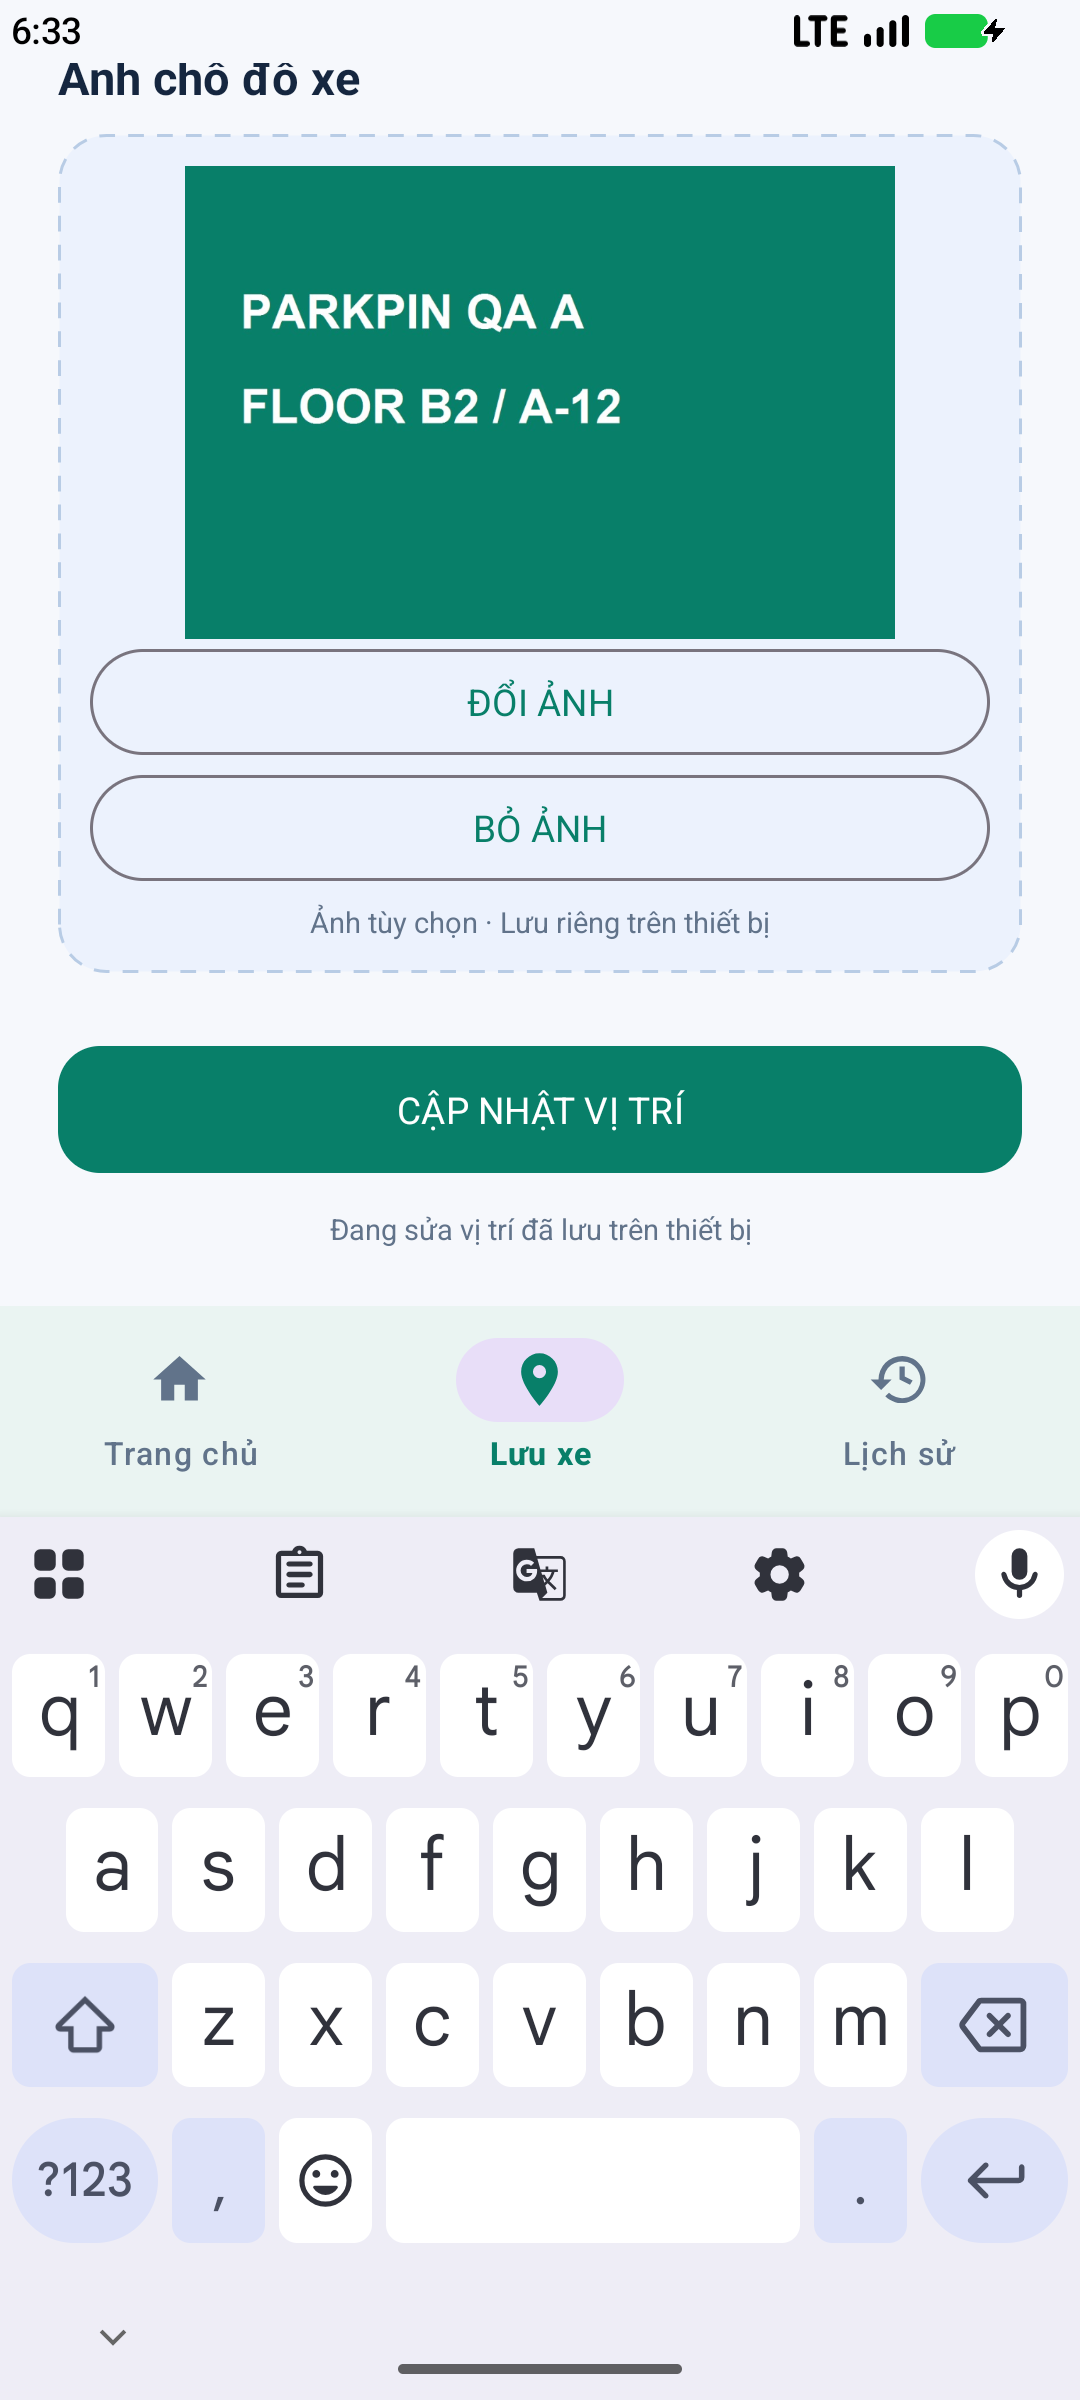 6:33
LTE
Ảnh chỗ đỗ xe
PARKPIN QA A
FLOOR B2 / A-12
ĐỔI ẢNH
BỎ ẢNH
Ảnh tùy chọn · Lưu riêng trên thiết bị
CẬP NHẬT VỊ TRÍ
Đang sửa vị trí đã lưu trên thiết bị
Trang chủ
Lưu xe
Lịch sử
q 1 w 2 e 3 r 4 t 5 y 6 u 7 i 8 o 9 p 0
a s d f g h j k l
z x c v b n m
?123 , .